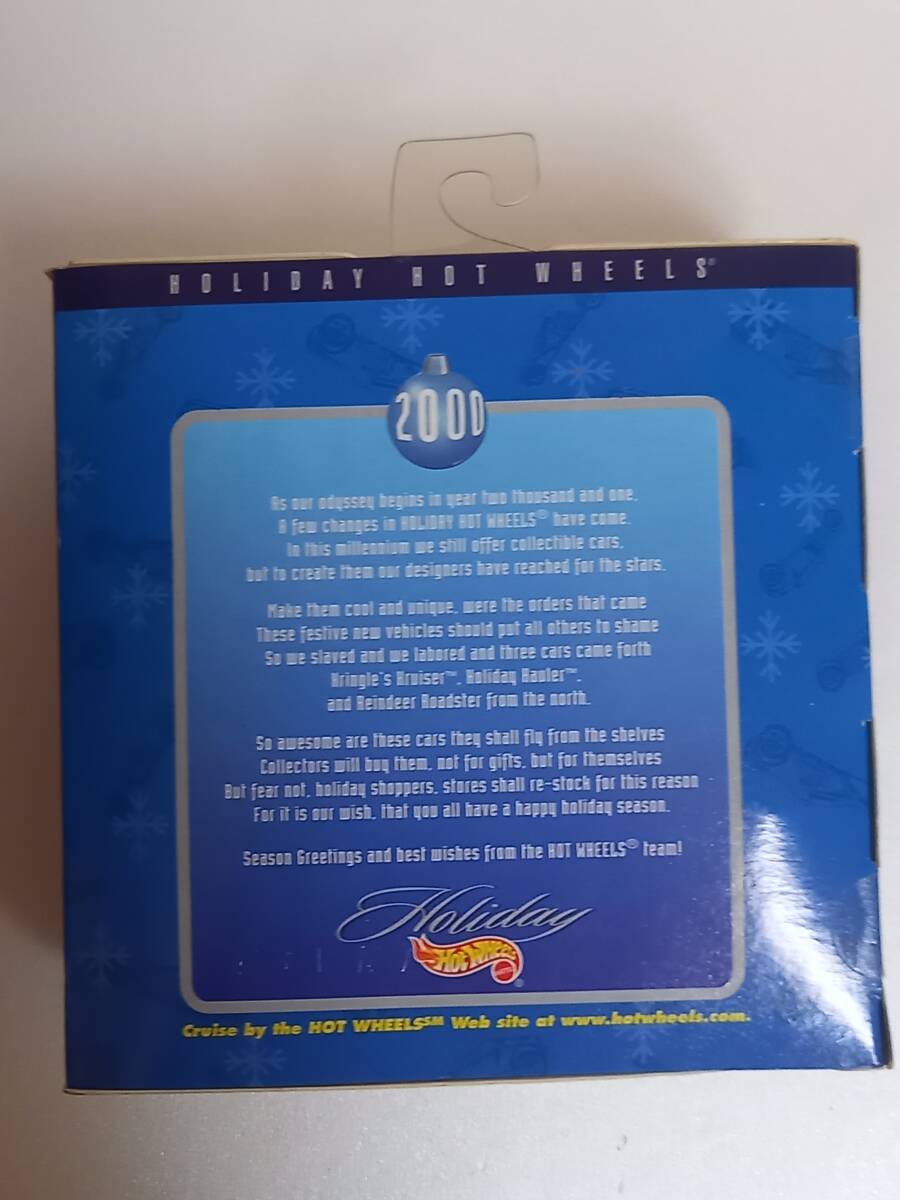 HOLIDAY HOT WHEELS®
2000
As our odyssey begins in year two thousand and one,
A few changes in HOLIDAY HOT WHEELS® have come.
In this millennium we still offer collectible cars,
but to create them our designers have reached for the stars.
Make them cool and unique, were the orders that came
These festive new vehicles should put all others to shame
So we slaved and we labored and three cars came forth
Kringle's Kruiser™, Holiday Hauler™,
and Reindeer Roadster from the north.
So awesome are these cars they shall fly from the shelves
Collectors will buy them, not for gifts, but for themselves
But fear not, holiday shoppers, stores shall re-stock for this reason
For it is our wish, that you all have a happy holiday season.
Season Greetings and best wishes from the HOT WHEELS® team!
Holiday
HOT WHEELS®
Cruise by the HOT WHEELS℠ Web site at www.hotwheels.com.